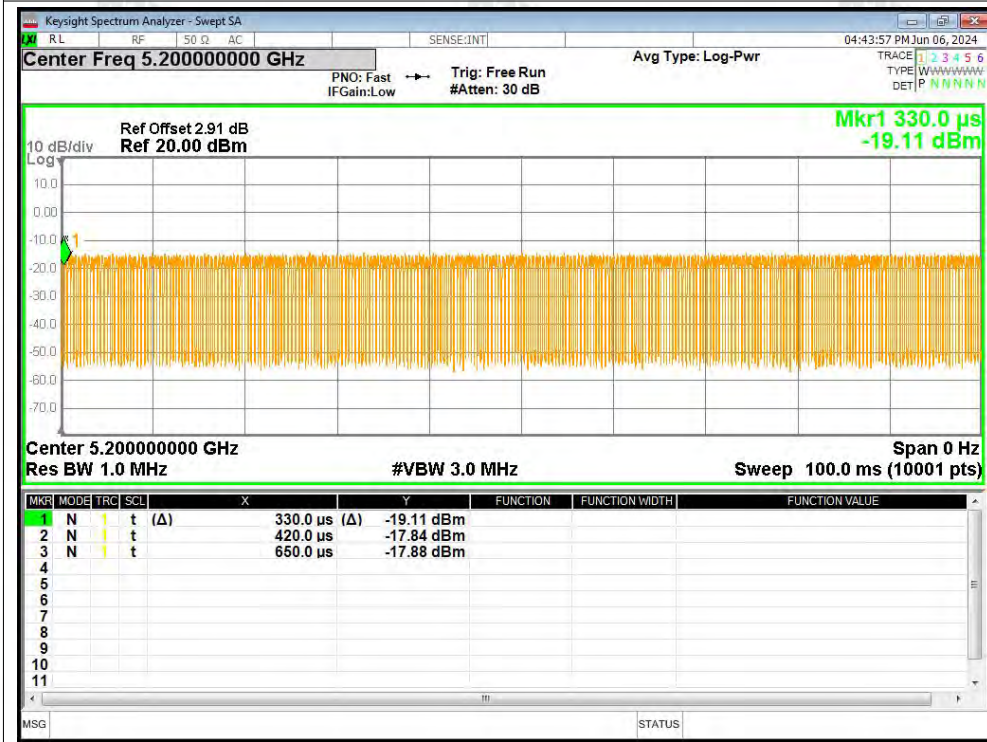 Keysight Spectrum Analyzer - Swept SA
LXI RL RF 50 Ω AC SENSE:INT 04:43:57 PM Jun 06, 2024
Center Freq 5.200000000 GHz Avg Type: Log-Pwr TRACE 1 2 3 4 5 6
PNO: Fast Trig: Free Run TYPE WWWWWW
IFGain:Low #Atten: 30 dB DET P N N N N N
Mkr1 330.0 µs
Ref Offset 2.91 dB
-19.11 dBm
10 dB/div Ref 20.00 dBm
Log
10.0
0.00
-10.0
1
-20.0
-30.0
-40.0
-50.0
-60.0
-70.0
Center 5.200000000 GHz Span 0 Hz
Res BW 1.0 MHz #VBW 3.0 MHz Sweep 100.0 ms (10001 pts)
MKR MODE TRC SCL X Y FUNCTION FUNCTION WIDTH FUNCTION VALUE
1 N 1 t (Δ) 330.0 µs (Δ) -19.11 dBm
2 N 1 t 420.0 µs -17.84 dBm
3 N 1 t 650.0 µs -17.88 dBm
4
5
6
7
8
9
10
11
MSG STATUS